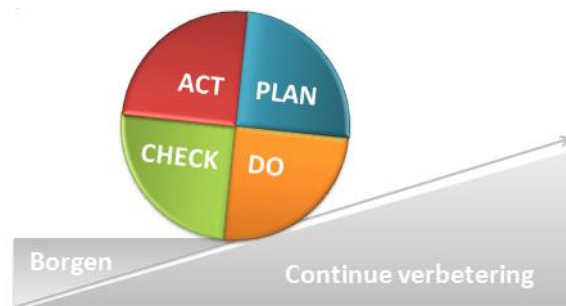 ACT
PLAN
CHECK
DO
Borgen
Continue verbetering